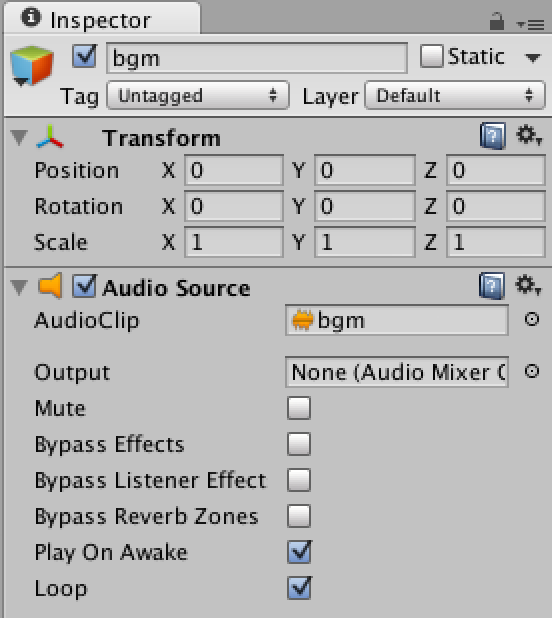 Inspector
bgm Static
Tag Untagged Layer Default
Transform
Position X 0 Y 0 Z 0
Rotation X 0 Y 0 Z 0
Scale X 1 Y 1 Z 1
Audio Source
AudioClip bgm
Output None (Audio Mixer G
Mute
Bypass Effects
Bypass Listener Effect
Bypass Reverb Zones
Play On Awake
Loop